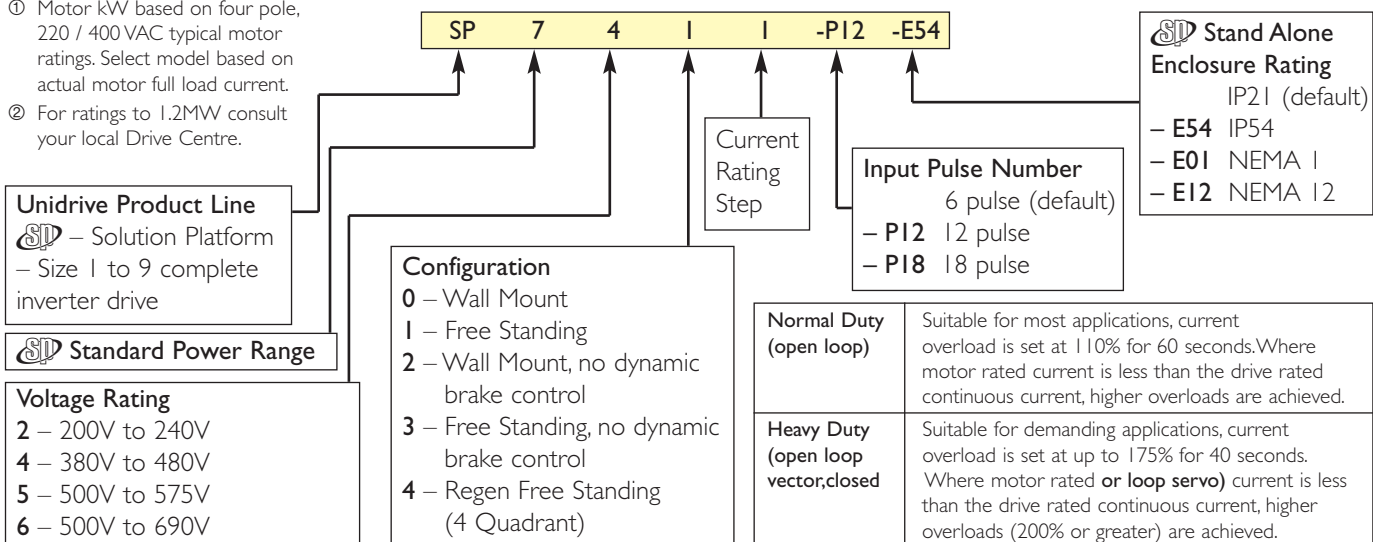 ① Motor kW based on four pole,
220 / 400 VAC typical motor
ratings. Select model based on
actual motor full load current.
② For ratings to 1.2MW consult
your local Drive Centre.
SP 7 4 1 1 -P12 -E54
SP Stand Alone
Enclosure Rating
IP21 (default)
– E54 IP54
– E01 NEMA 1
– E12 NEMA 12
Current
Rating
Step
Input Pulse Number
6 pulse (default)
– P12 12 pulse
– P18 18 pulse
Unidrive Product Line
SP – Solution Platform
– Size 1 to 9 complete
inverter drive
SP Standard Power Range
Voltage Rating
2 – 200V to 240V
4 – 380V to 480V
5 – 500V to 575V
6 – 500V to 690V
Configuration
0 – Wall Mount
1 – Free Standing
2 – Wall Mount, no dynamic
brake control
3 – Free Standing, no dynamic
brake control
4 – Regen Free Standing
(4 Quadrant)
Normal Duty
(open loop)
Suitable for most applications, current
overload is set at 110% for 60 seconds.Where
motor rated current is less than the drive rated
continuous current, higher overloads are achieved.
Heavy Duty
(open loop
vector,closed
Suitable for demanding applications, current
overload is set at up to 175% for 40 seconds.
Where motor rated or loop servo) current is less
than the drive rated continuous current, higher
overloads (200% or greater) are achieved.